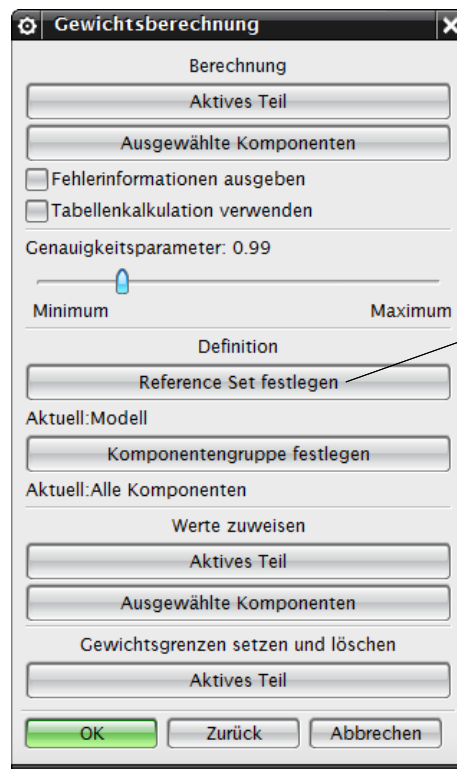 Gewichtsberechnung
Berechnung
Aktives Teil
Ausgewählte Komponenten
Fehlerinformationen ausgeben
Tabellenkalkulation verwenden
Genauigkeitsparameter: 0.99
Minimum Maximum
Definition
Reference Set festlegen
Aktuell:Modell
Komponentengruppe festlegen
Aktuell:Alle Komponenten
Werte zuweisen
Aktives Teil
Ausgewählte Komponenten
Gewichtsgrenzen setzen und löschen
Aktives Teil
OK Zurück Abbrechen